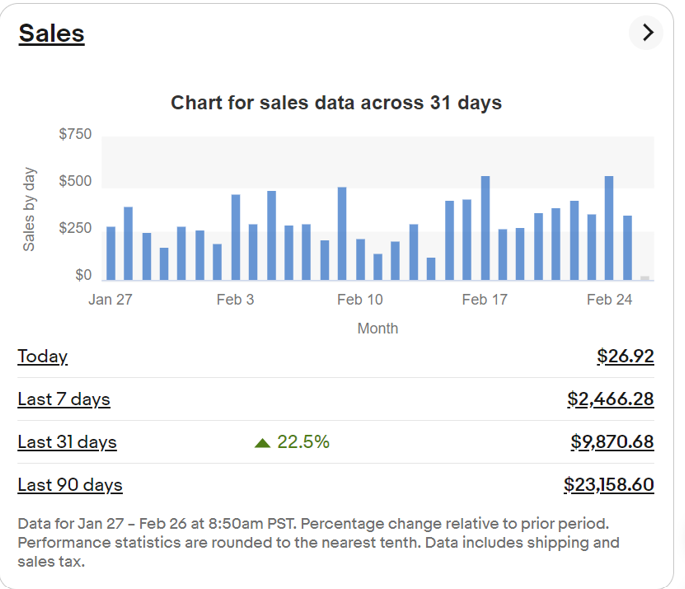 Sales
Chart for sales data across 31 days
$750
$500
$250
$0
Sales by day
Jan 27 Feb 3 Feb 10 Feb 17 Feb 24
Month
Today $26.92
Last 7 days $2,466.28
Last 31 days 22.5% $9,870.68
Last 90 days $23,158.60
Data for Jan 27 – Feb 26 at 8:50am PST. Percentage change relative to prior period.
Performance statistics are rounded to the nearest tenth. Data includes shipping and
sales tax.